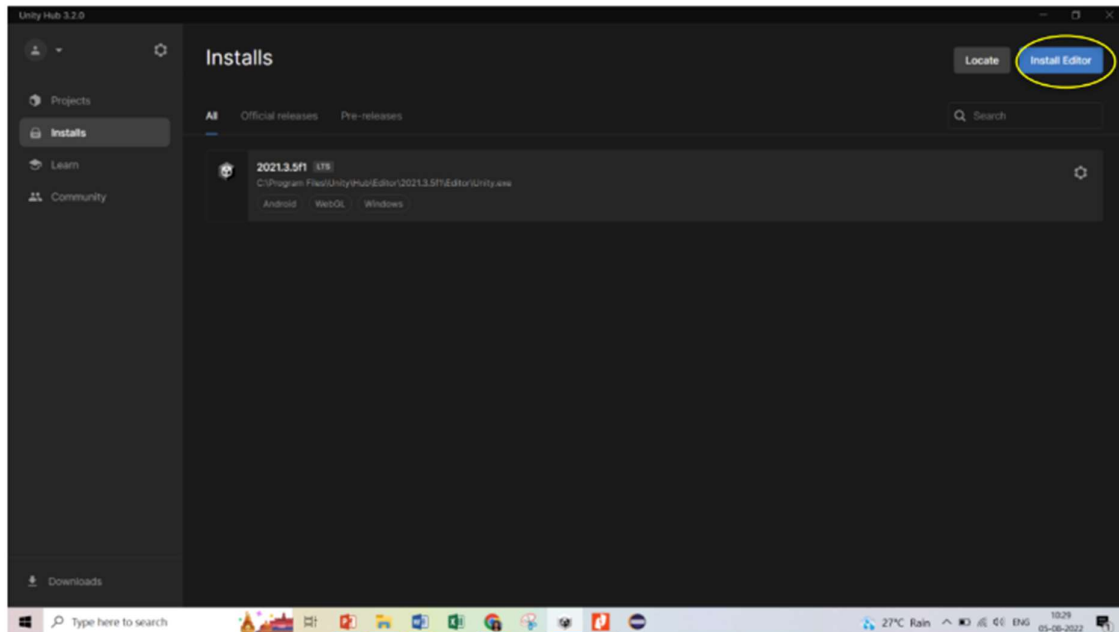 Unity Hub 3.2.0
Installs
Locate
Install Editor
Projects
Installs
Learn
Community
All Official releases Pre-releases
Search
2021.3.5f1 LTS
C:\Program Files\Unity\Hub\Editor\2021.3.5f1\Editor\Unity.exe
Android WebGL Windows
Downloads
Type here to search
27°C Rain
ENG
10:29
05-08-2022